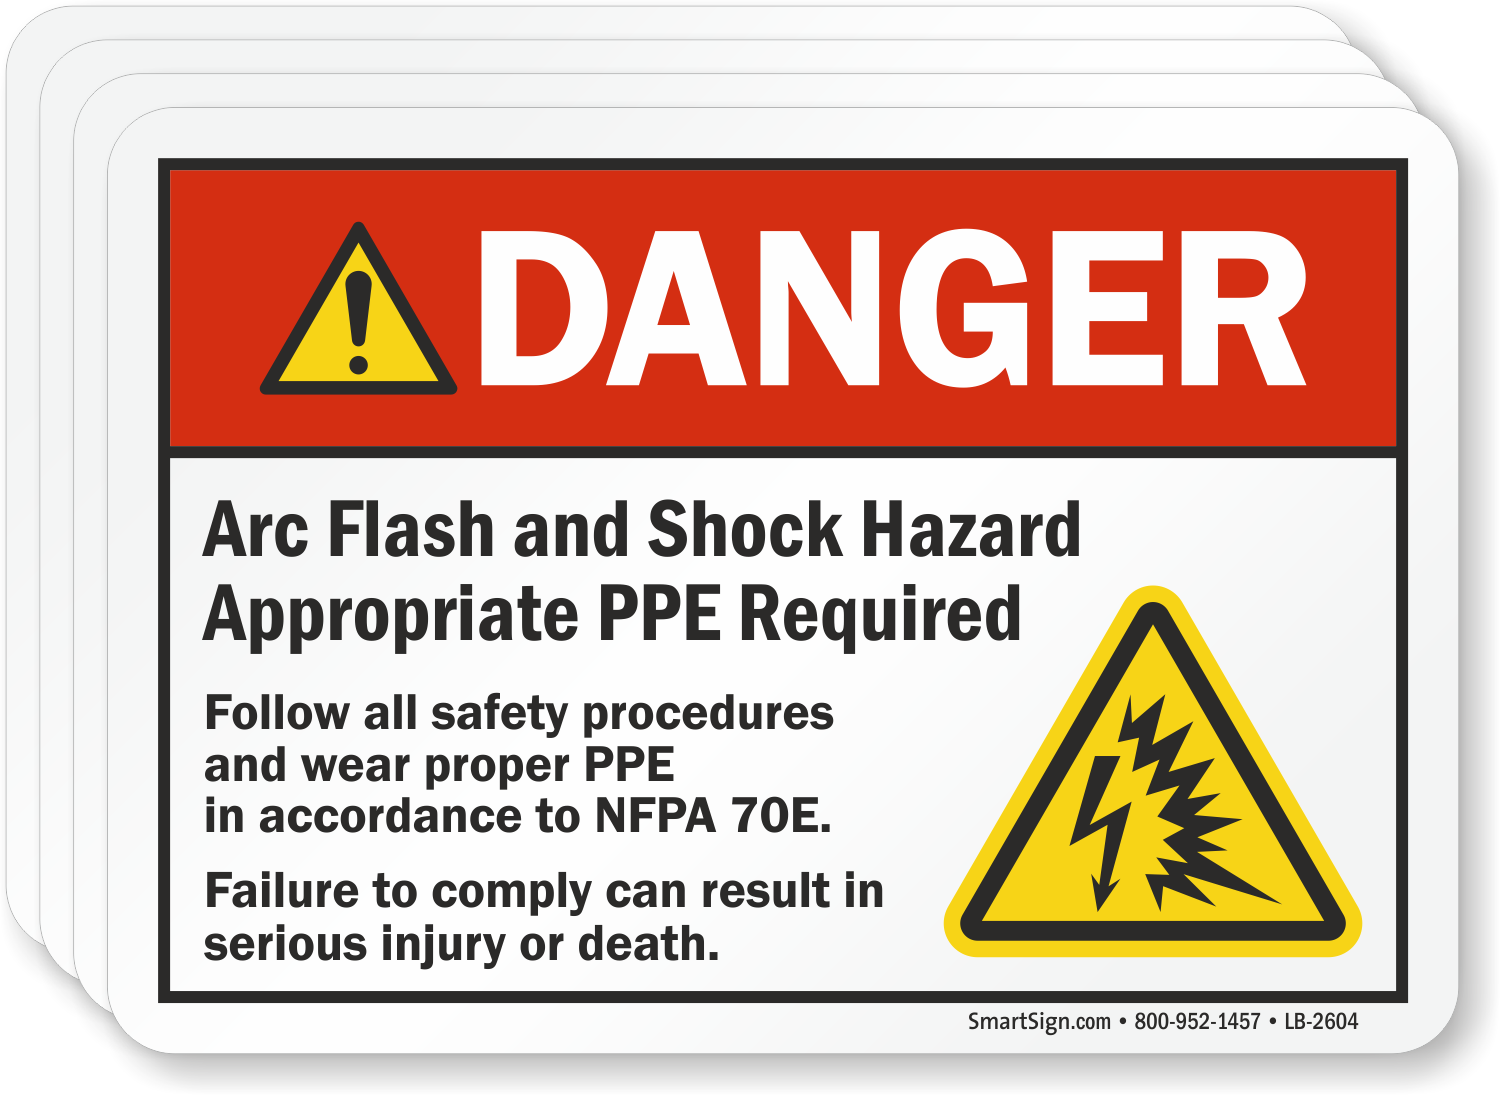 DANGER
Arc Flash and Shock Hazard
Appropriate PPE Required
Follow all safety procedures
and wear proper PPE
in accordance to NFPA 70E.
Failure to comply can result in
serious injury or death.
SmartSign.com • 800-952-1457 • LB-2604